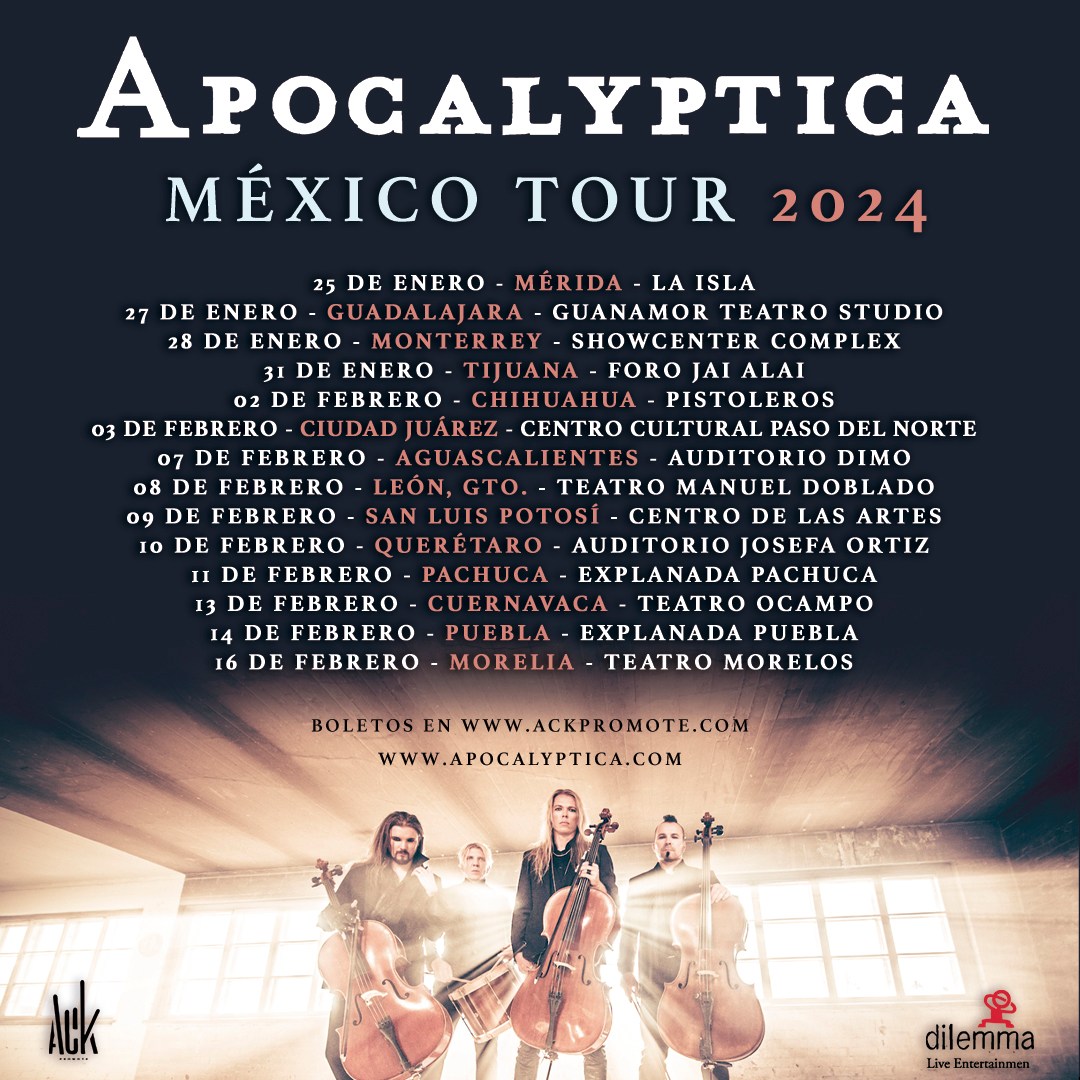 APOCALYPTICA
MÉXICO TOUR 2024
25 DE ENERO - MÉRIDA - LA ISLA
27 DE ENERO - GUADALAJARA - GUANAMOR TEATRO STUDIO
28 DE ENERO - MONTERREY - SHOWCENTER COMPLEX
31 DE ENERO - TIJUANA - FORO JAI ALAI
02 DE FEBRERO - CHIHUAHUA - PISTOLEROS
03 DE FEBRERO - CIUDAD JUÁREZ - CENTRO CULTURAL PASO DEL NORTE
07 DE FEBRERO - AGUASCALIENTES - AUDITORIO DIMO
08 DE FEBRERO - LEÓN, GTO. - TEATRO MANUEL DOBLADO
09 DE FEBRERO - SAN LUIS POTOSÍ - CENTRO DE LAS ARTES
10 DE FEBRERO - QUERÉTARO - AUDITORIO JOSEFA ORTIZ
11 DE FEBRERO - PACHUCA - EXPLANADA PACHUCA
13 DE FEBRERO - CUERNAVACA - TEATRO OCAMPO
14 DE FEBRERO - PUEBLA - EXPLANADA PUEBLA
16 DE FEBRERO - MORELIA - TEATRO MORELOS
BOLETOS EN WWW.ACKPROMOTE.COM
WWW.APOCALYPTICA.COM
ACK
PROMOTE
dilemma
Live Entertainmen